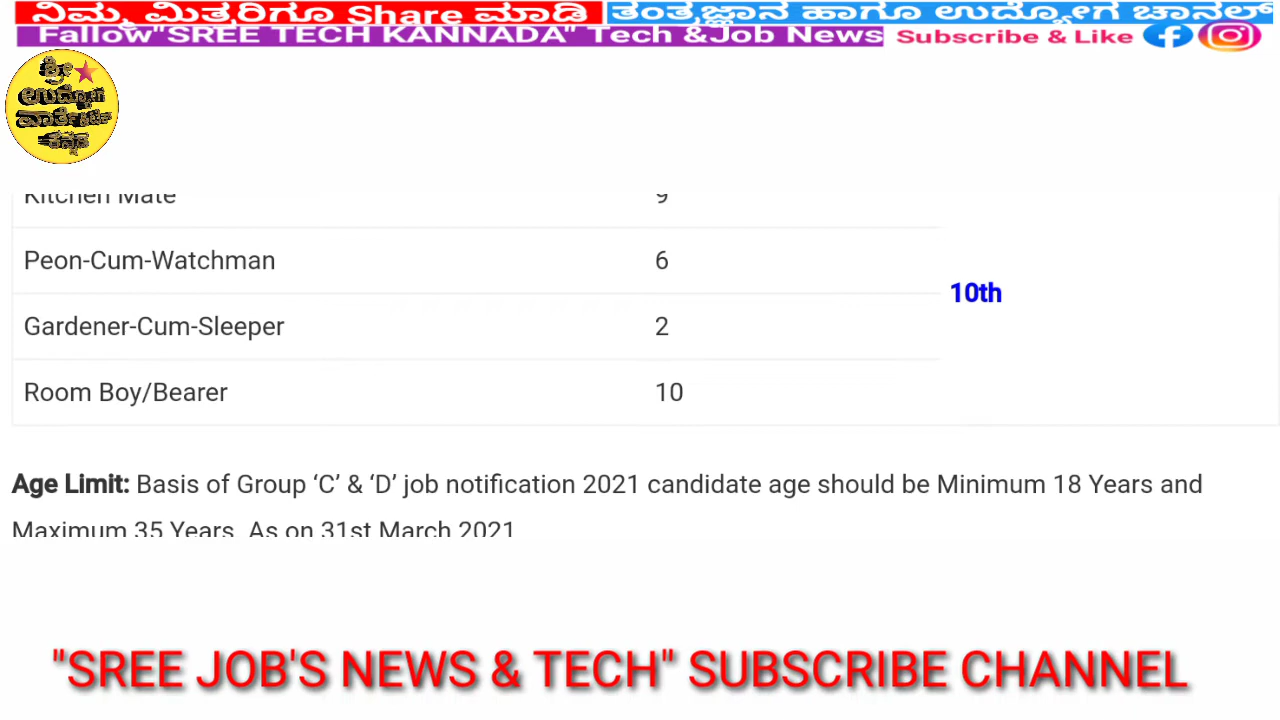 ನಿಮ್ಮ ಮಿತ್ರರಿಗೂ Share ಮಾಡಿ ತಂತ್ರಜ್ಞಾನ ಹಾಗೂ ಉದ್ಯೋಗ ಚಾನಲ್
Fallow"SREE TECH KANNADA" Tech &Job News Subscribe & Like
ಶ್ರೀ
ಉದ್ಯೋಗ
ಕನ್ನಡ
Kitchen Mate 9
Peon-Cum-Watchman 6
10th
Gardener-Cum-Sleeper 2
Room Boy/Bearer 10
Age Limit: Basis of Group ‘C’ & ‘D’ job notification 2021 candidate age should be Minimum 18 Years and
Maximum 35 Years. As on 31st March 2021
"SREE JOB'S NEWS & TECH" SUBSCRIBE CHANNEL